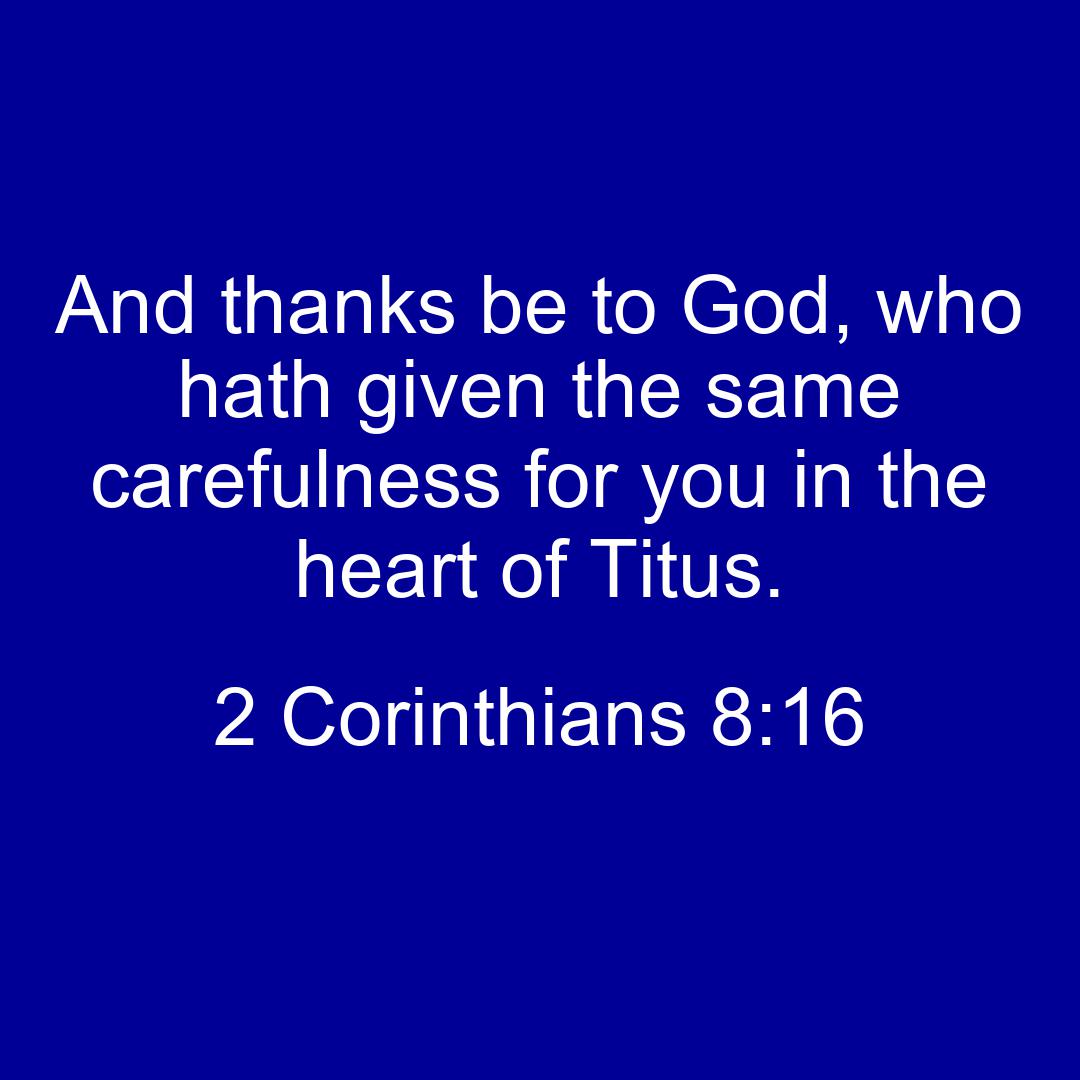 And thanks be to God, who
hath given the same
carefulness for you in the
heart of Titus.
2 Corinthians 8:16